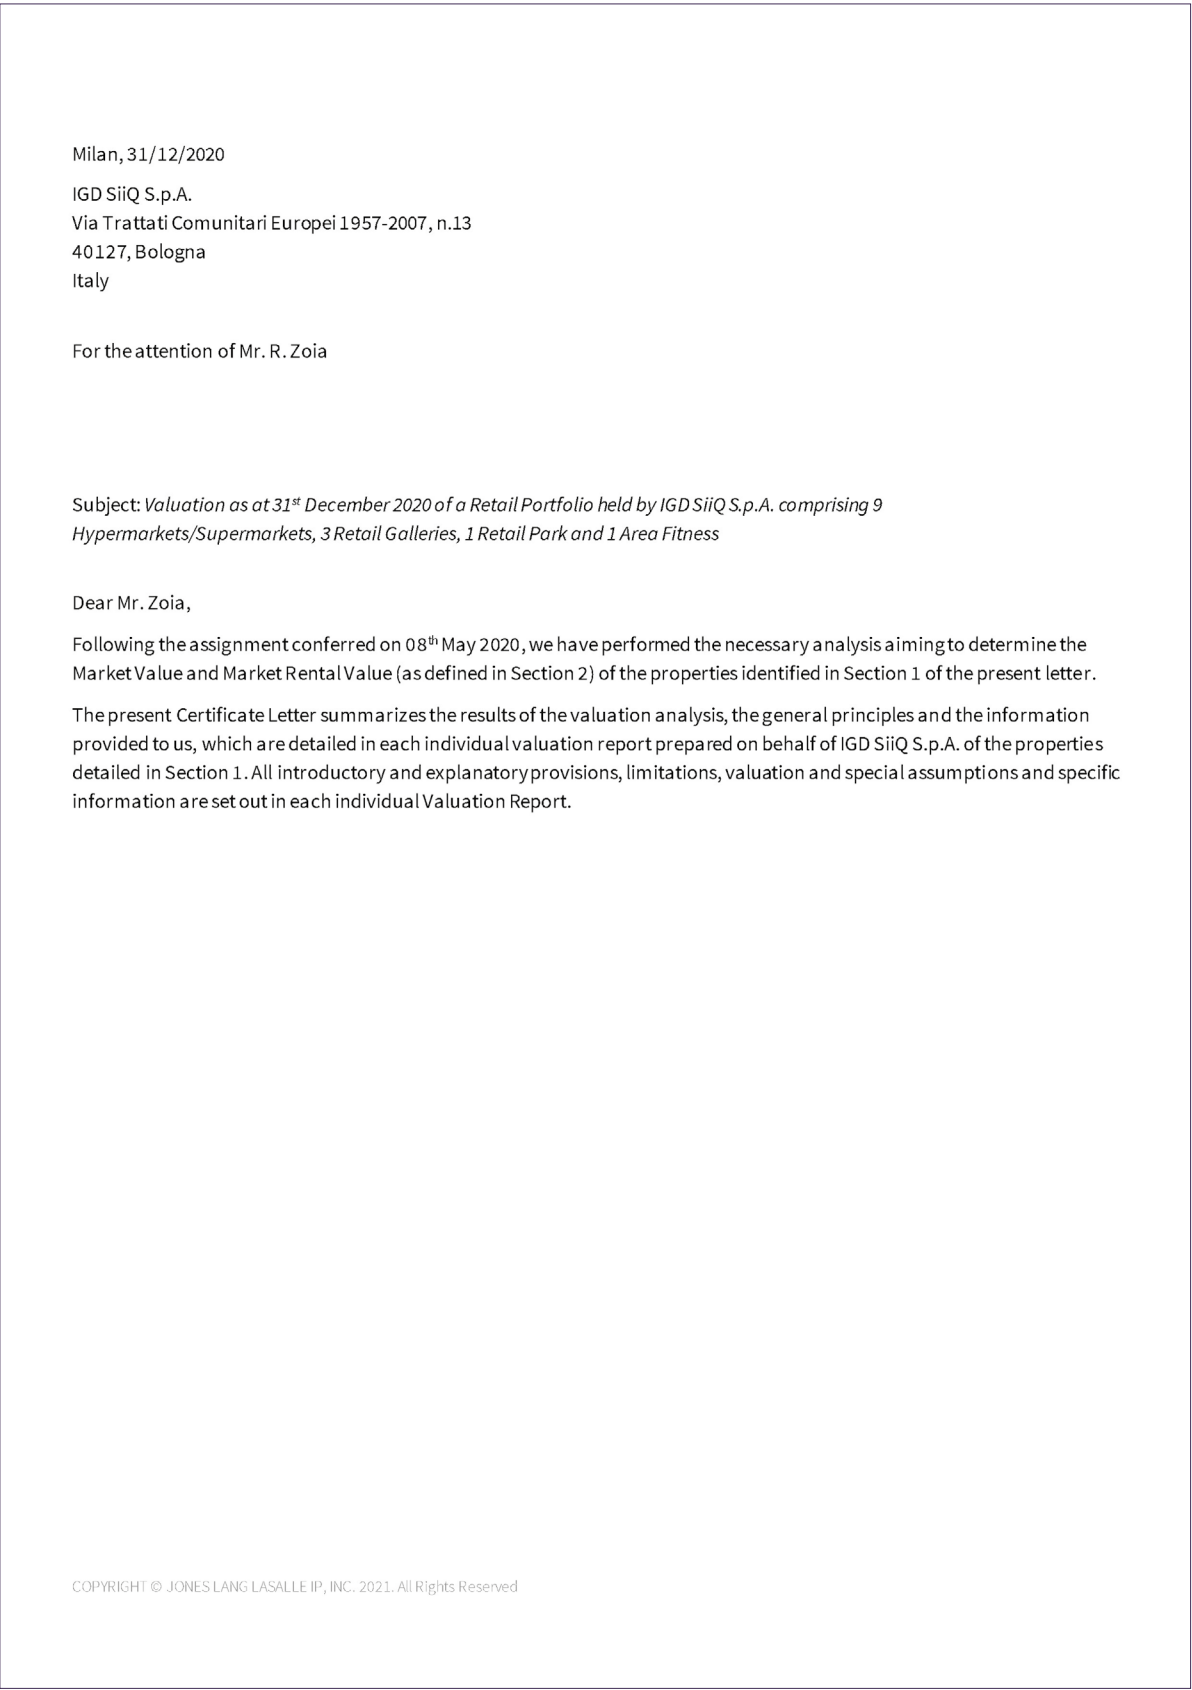 Milan, 31/12/2020
IGD SiiQ S.p.A.
Via Trattati Comunitari Europei 1957-2007, n.13
40127, Bologna
Italy
For the attention of Mr. R. Zoia
Subject: Valuation as at 31st December 2020 of a Retail Portfolio held by IGD SiiQ S.p.A. comprising 9
Hypermarkets/Supermarkets, 3 Retail Galleries, 1 Retail Park and 1 Area Fitness
Dear Mr. Zoia,
Following the assignment conferred on 08th May 2020, we have performed the necessary analysis aiming to determine the
Market Value and Market Rental Value (as defined in Section 2) of the properties identified in Section 1 of the present letter.
The present Certificate Letter summarizes the results of the valuation analysis, the general principles and the information
provided to us, which are detailed in each individual valuation report prepared on behalf of IGD SiiQ S.p.A. of the properties
detailed in Section 1. All introductory and explanatory provisions, limitations, valuation and special assumptions and specific
information are set out in each individual Valuation Report.
COPYRIGHT © JONES LANG LASALLE IP, INC. 2021. All Rights Reserved